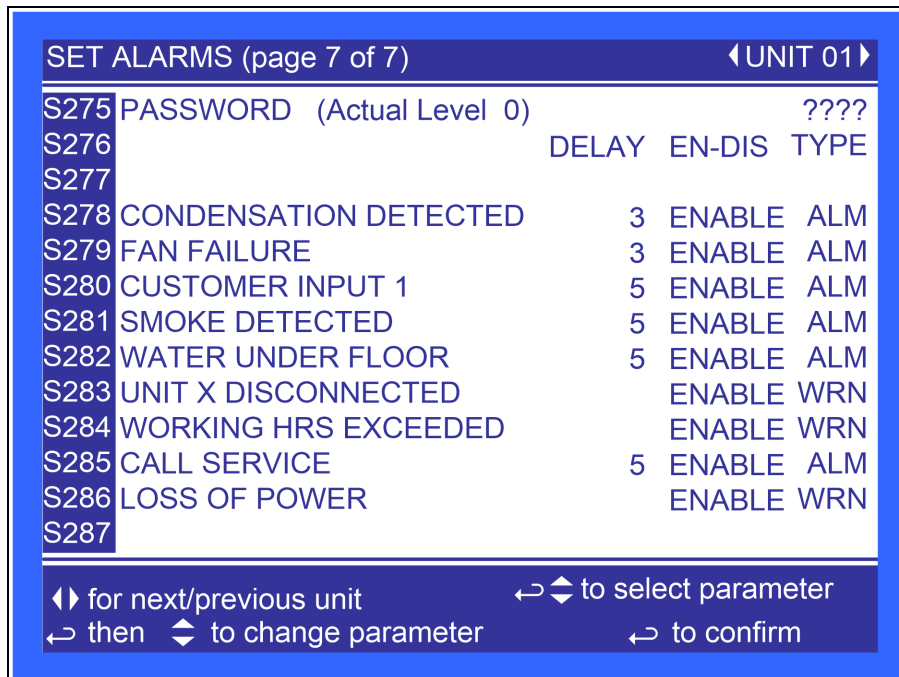 SET ALARMS (page 7 of 7) UNIT 01
S275 PASSWORD (Actual Level 0) ????
S276 DELAY EN-DIS TYPE
S277
S278 CONDENSATION DETECTED 3 ENABLE ALM
S279 FAN FAILURE 3 ENABLE ALM
S280 CUSTOMER INPUT 1 5 ENABLE ALM
S281 SMOKE DETECTED 5 ENABLE ALM
S282 WATER UNDER FLOOR 5 ENABLE ALM
S283 UNIT X DISCONNECTED ENABLE WRN
S284 WORKING HRS EXCEEDED ENABLE WRN
S285 CALL SERVICE 5 ENABLE ALM
S286 LOSS OF POWER ENABLE WRN
S287
for next/previous unit to select parameter
then to change parameter to confirm